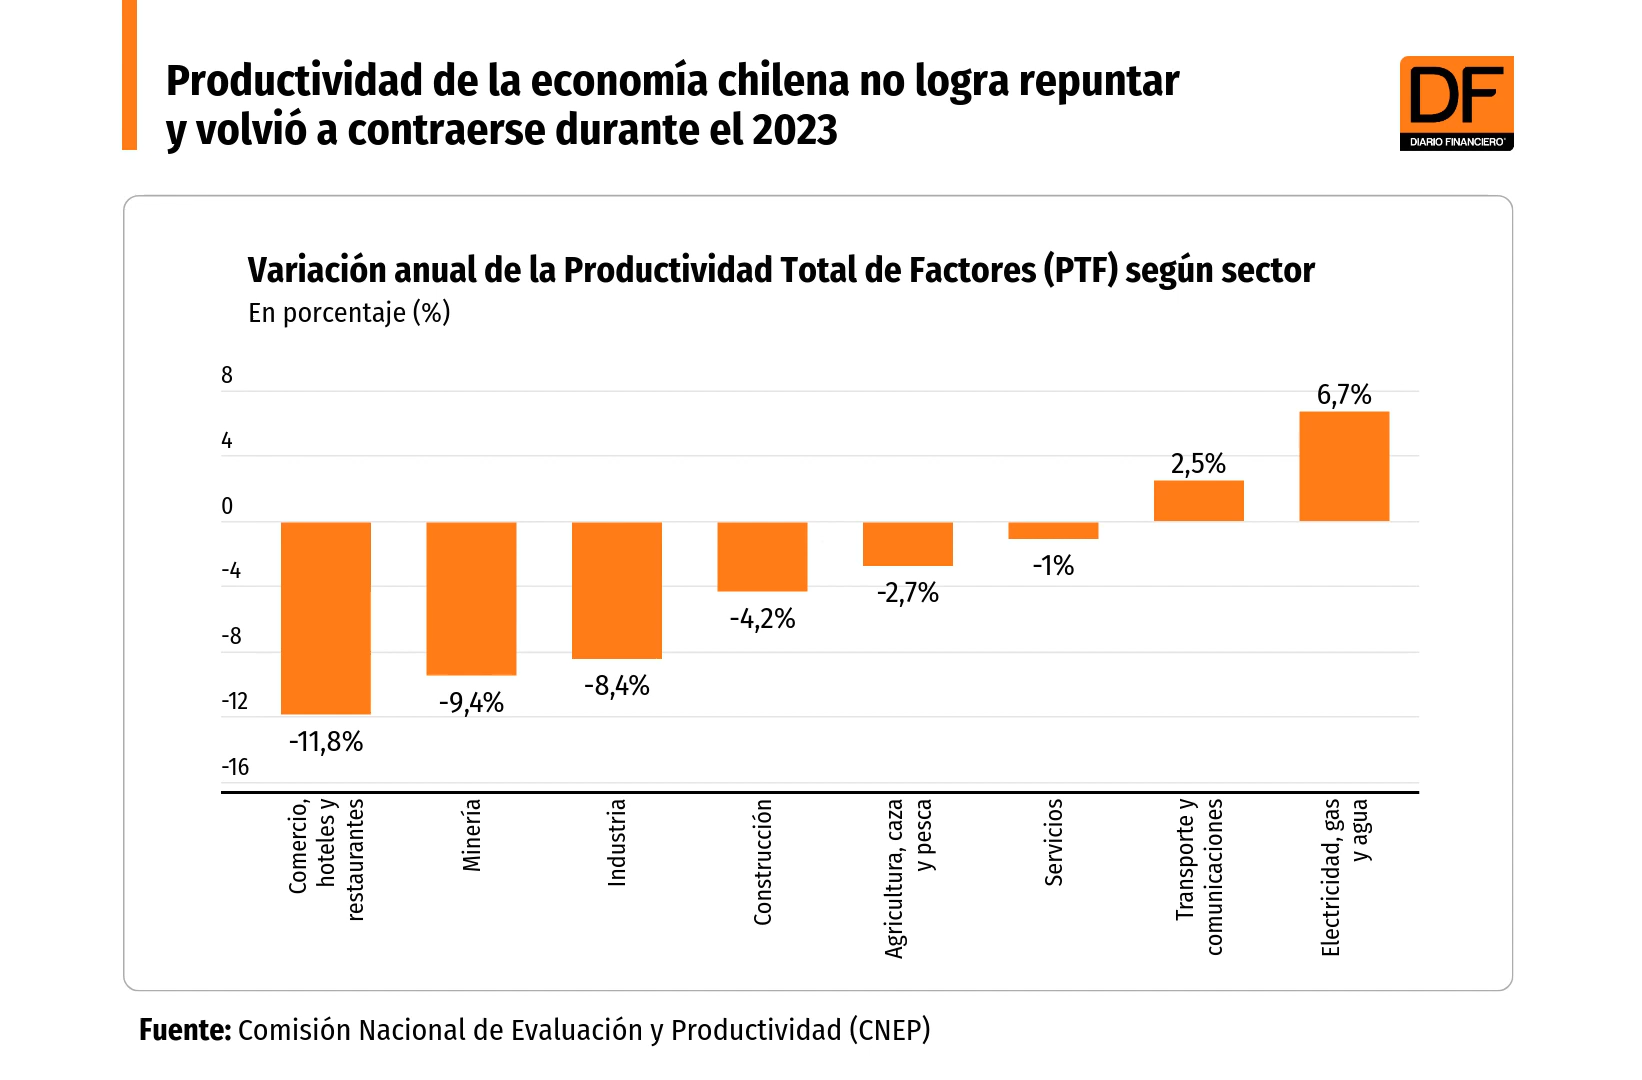 Productividad de la economía chilena no logra repuntar
y volvió a contraerse durante el 2023
DF
DIARIO FINANCIERO
Variación anual de la Productividad Total de Factores (PTF) según sector
En porcentaje (%)
8
4
0
-4
-8
-12
-16
-11,8%
-9,4%
-8,4%
-4,2%
-2,7%
-1%
2,5%
6,7%
Comercio,
hoteles y
restaurantes
Minería
Industria
Construcción
Agricultura, caza
y pesca
Servicios
Transporte y
comunicaciones
Electricidad, gas
y agua
Fuente: Comisión Nacional de Evaluación y Productividad (CNEP)